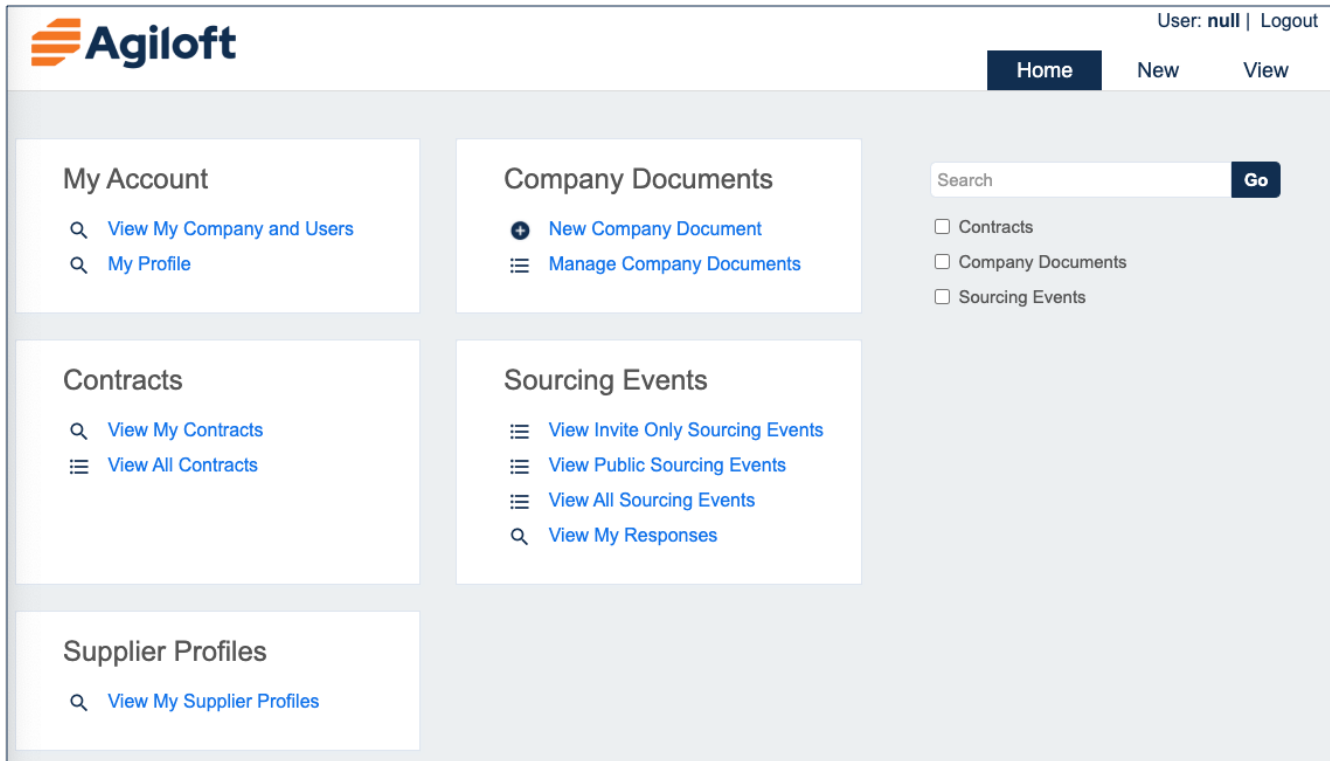 Agiloft
User: null | Logout
Home New View
My Account
View My Company and Users
My Profile
Company Documents
New Company Document
Manage Company Documents
Search Go
Contracts
Company Documents
Sourcing Events
Contracts
View My Contracts
View All Contracts
Sourcing Events
View Invite Only Sourcing Events
View Public Sourcing Events
View All Sourcing Events
View My Responses
Supplier Profiles
View My Supplier Profiles